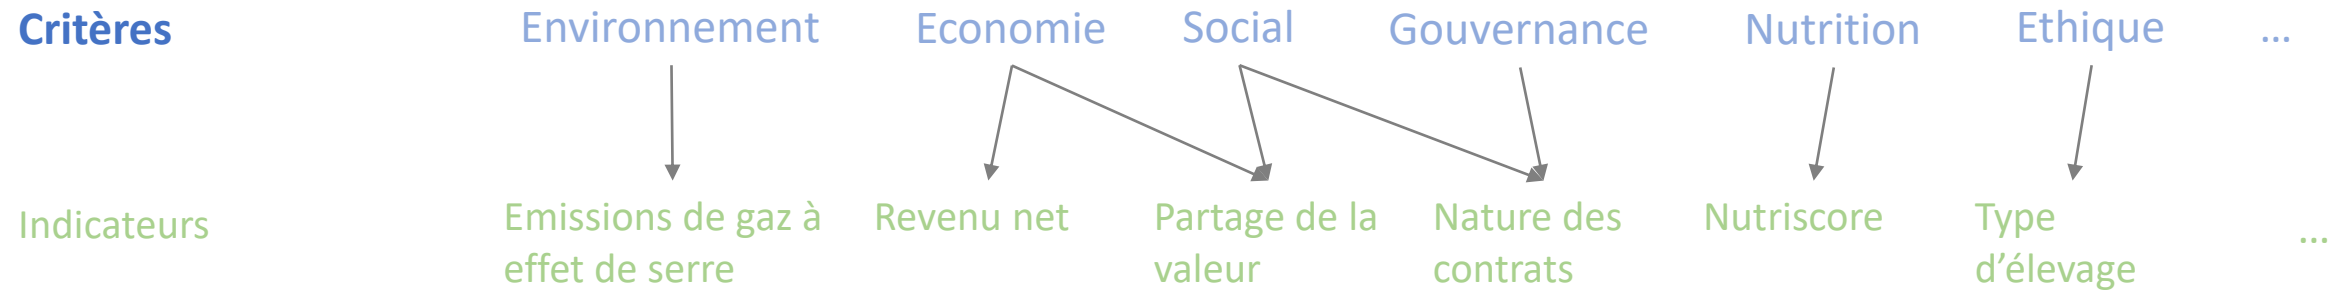 Critères Environnement Economie Social Gouvernance Nutrition Ethique ...
Indicateurs
Emissions de gaz à
effet de serre
Revenu net
Partage de la
valeur
Nature des
contrats
Nutriscore
Type
d’élevage
...